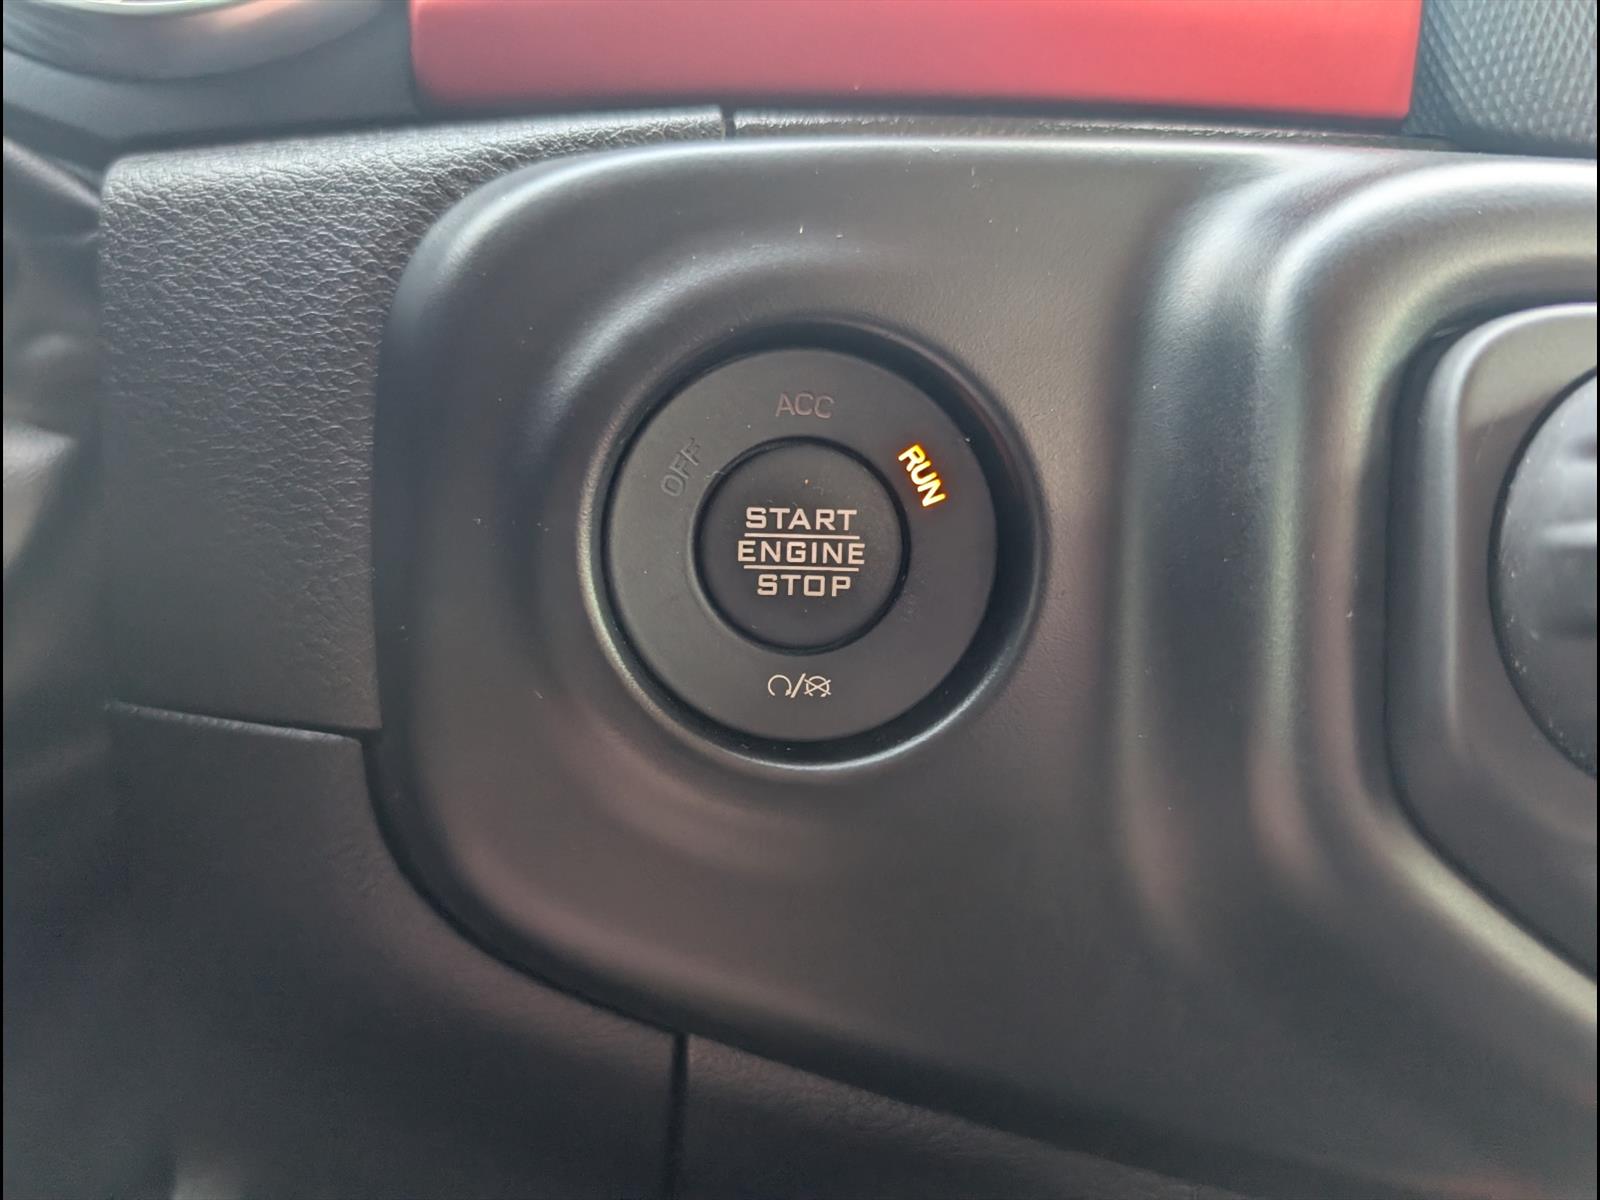 ACC
OFF
RUN
START
ENGINE
STOP